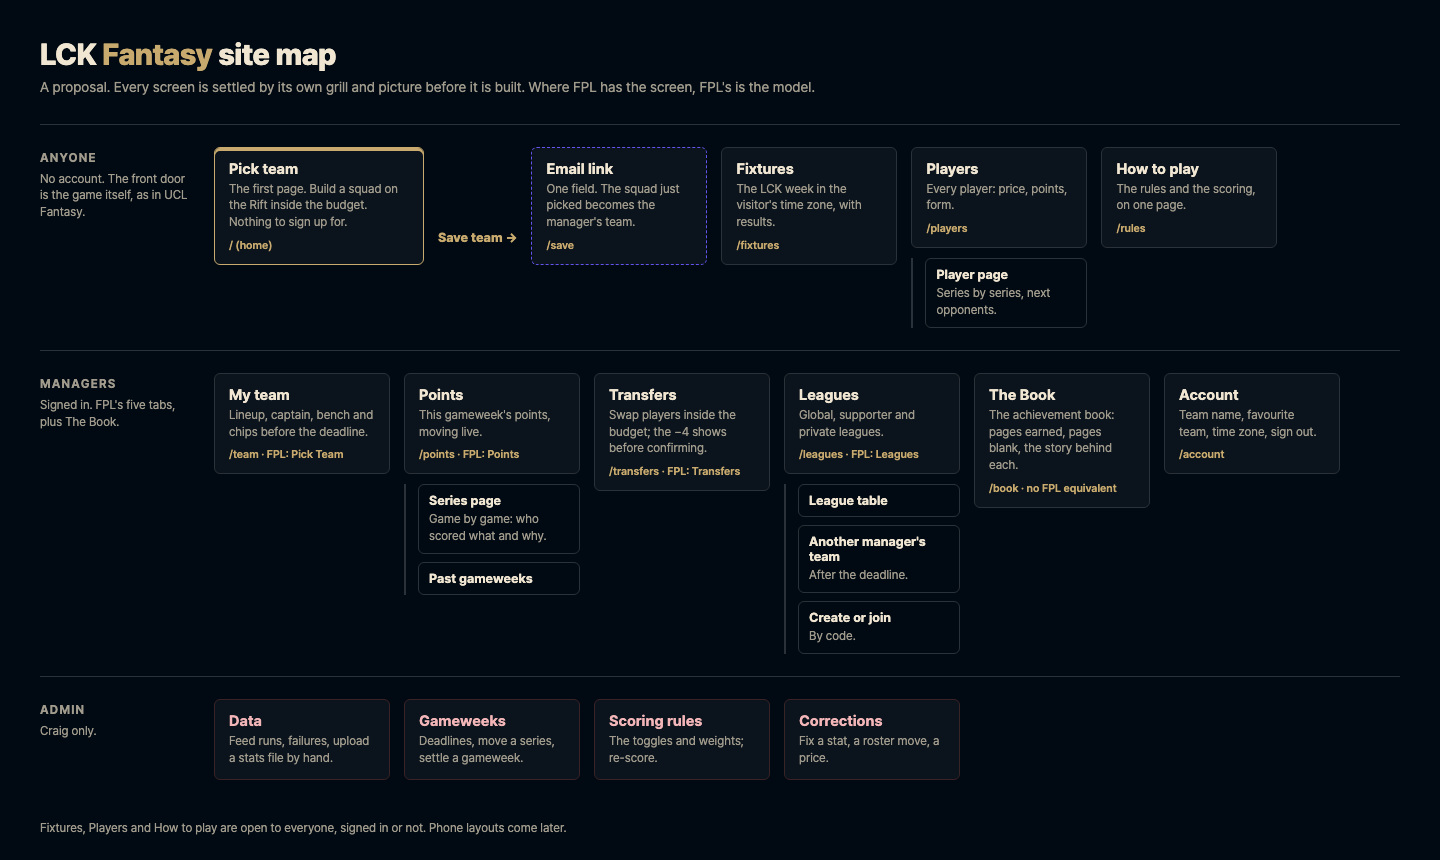 LCK Fantasy site map
A proposal. Every screen is settled by its own grill and picture before it is built. Where FPL has the screen, FPL's is the model.
ANYONE
No account. The front door
is the game itself, as in UCL
Fantasy.
Pick team
The first page. Build a squad on
the Rift inside the budget.
Nothing to sign up for.
/ (home)
Save team →
Email link
One field. The squad just
picked becomes the
manager's team.
/save
Fixtures
The LCK week in the
visitor's time zone, with
results.
/fixtures
Players
Every player: price, points,
form.
/players
Player page
Series by series, next
opponents.
How to play
The rules and the scoring,
on one page.
/rules
MANAGERS
Signed in. FPL's five tabs,
plus The Book.
My team
Lineup, captain, bench and
chips before the deadline.
/team · FPL: Pick Team
Points
This gameweek's points,
moving live.
/points · FPL: Points
Series page
Game by game: who
scored what and why.
Past gameweeks
Transfers
Swap players inside the
budget; the −4 shows
before confirming.
/transfers · FPL: Transfers
Leagues
Global, supporter and
private leagues.
/leagues · FPL: Leagues
League table
Another manager's
team
After the deadline.
Create or join
By code.
The Book
The achievement book:
pages earned, pages
blank, the story behind
each.
/book · no FPL equivalent
Account
Team name, favourite
team, time zone, sign out.
/account
ADMIN
Craig only.
Data
Feed runs, failures, upload
a stats file by hand.
Gameweeks
Deadlines, move a series,
settle a gameweek.
Scoring rules
The toggles and weights;
re-score.
Corrections
Fix a stat, a roster move, a
price.
Fixtures, Players and How to play are open to everyone, signed in or not. Phone layouts come later.